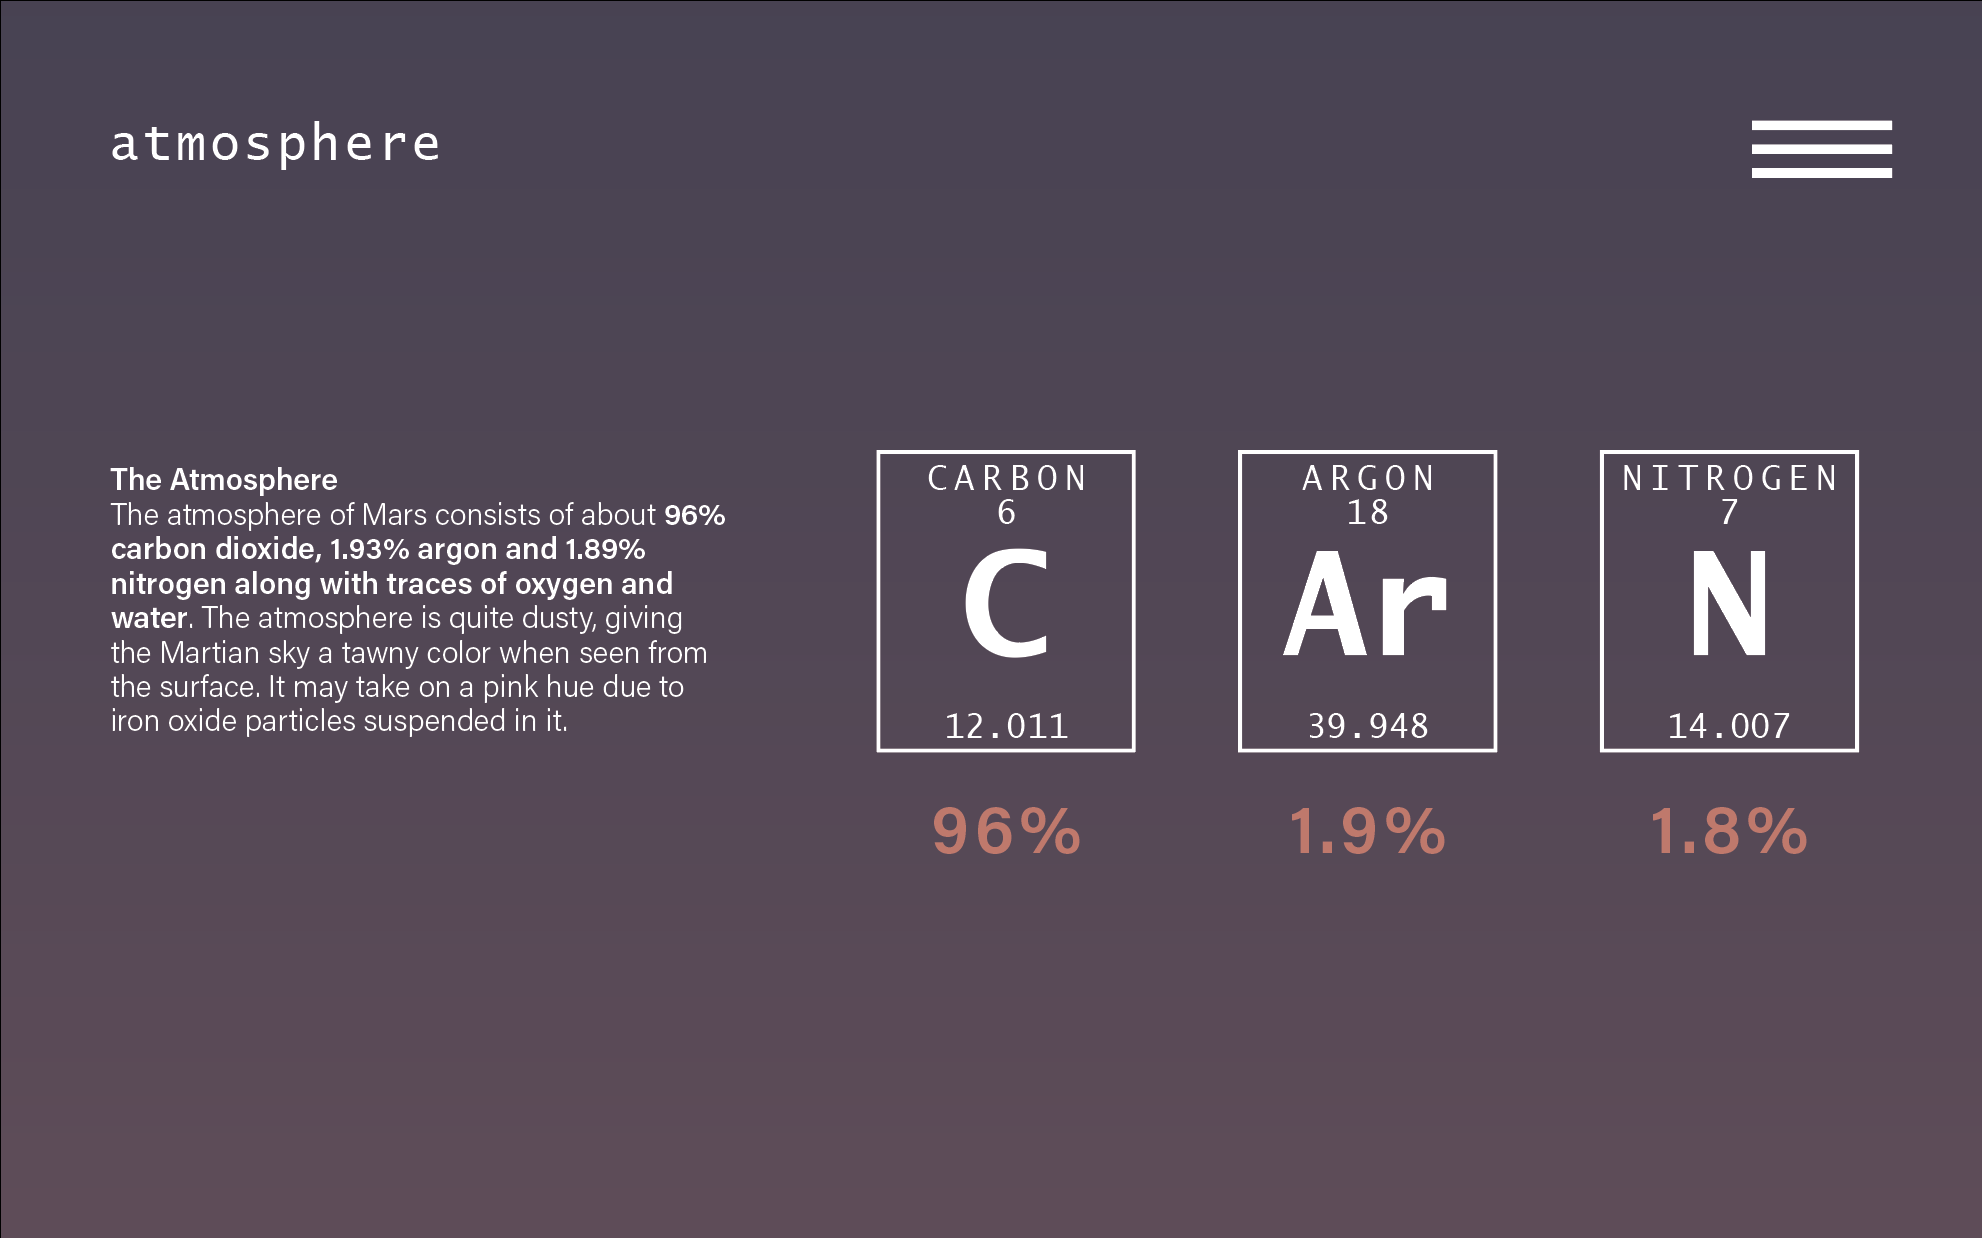 atmosphere
The Atmosphere
The atmosphere of Mars consists of about 96%
carbon dioxide, 1.93% argon and 1.89%
nitrogen along with traces of oxygen and
water. The atmosphere is quite dusty, giving
the Martian sky a tawny color when seen from
the surface. It may take on a pink hue due to
iron oxide particles suspended in it.
CARBON
6
C
12.011
96%
ARGON
18
Ar
39.948
1.9%
NITROGEN
7
N
14.007
1.8%